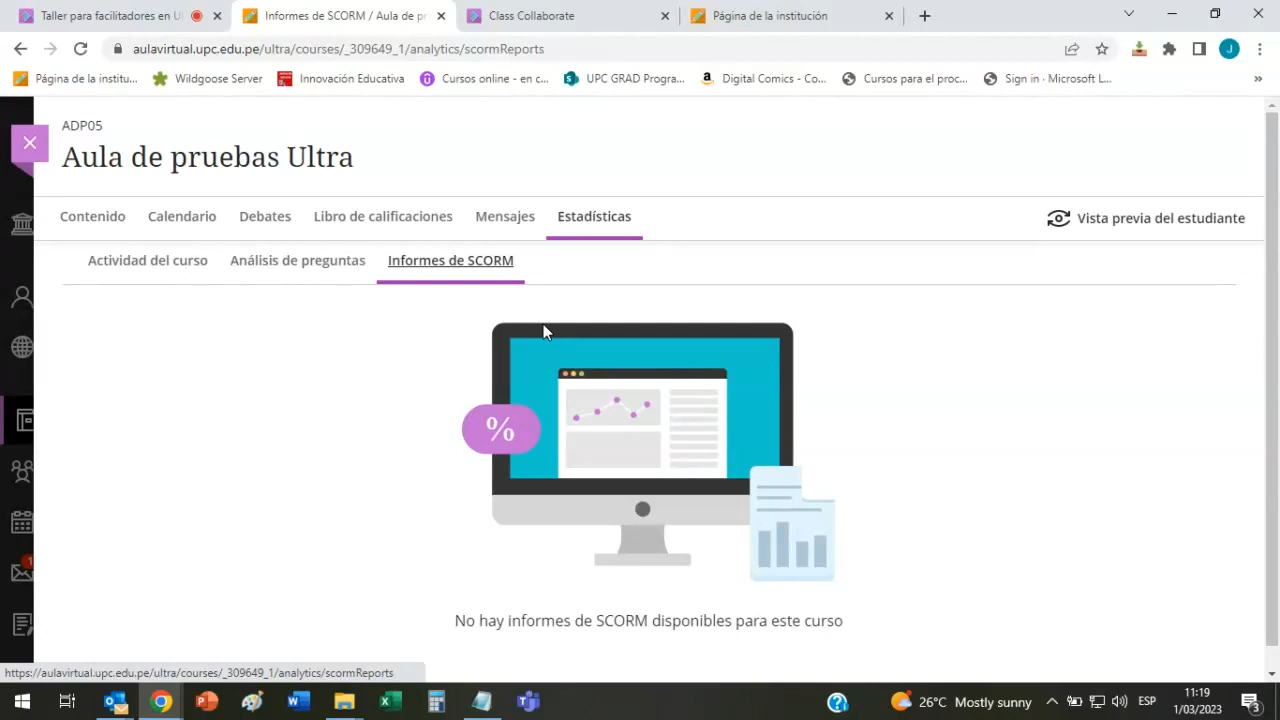 Taller para facilitadores en U
Informes de SCORM / Aula de p
Class Collaborate
Página de la institución
aulavirtual.upc.edu.pe/ultra/courses/_309649_1/analytics/scormReports
J
Página de la institu...
Wildgoose Server
Innovación Educativa
Cursos online - en c...
UPC GRAD Progra...
Digital Comics - Co...
Cursos para el proc...
Sign in · Microsoft L...
»
ADP05
Aula de pruebas Ultra
Contenido
Calendario
Debates
Libro de calificaciones
Mensajes
Estadísticas
Vista previa del estudiante
Actividad del curso
Análisis de preguntas
Informes de SCORM
%
1
No hay informes de SCORM disponibles para este curso
https://aulavirtual.upc.edu.pe/ultra/courses/_309649_1/analytics/scormReports
26°C Mostly sunny
ESP
11:19
1/03/2023
3